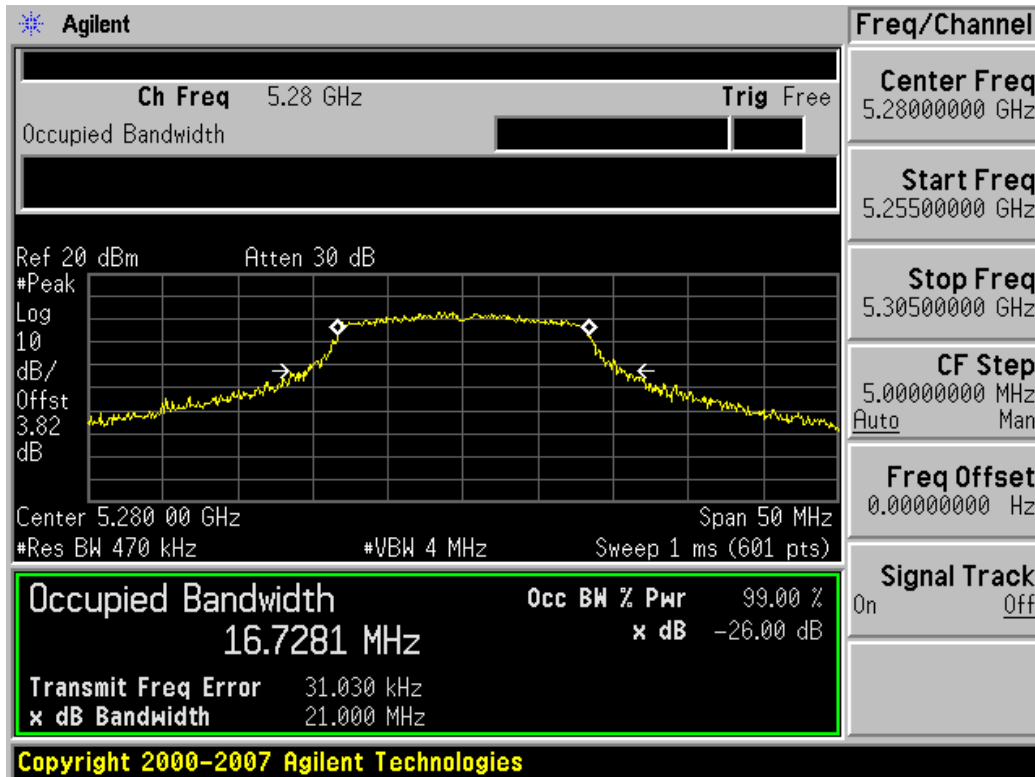 Agilent
Freq/Channel
Ch Freq 5.28 GHz Trig Free
Occupied Bandwidth
Center Freq
5.28000000 GHz
Start Freq
5.25500000 GHz
Stop Freq
5.30500000 GHz
CF Step
5.00000000 MHz
Auto Man
Freq Offset
0.00000000 Hz
Signal Track
On Off
Ref 20 dBm Atten 30 dB
#Peak
Log
10
dB/
Offst
3.82
dB
Center 5.280 00 GHz Span 50 MHz
#Res BW 470 kHz #VBW 4 MHz Sweep 1 ms (601 pts)
Occupied Bandwidth Occ BW % Pwr 99.00 %
16.7281 MHz x dB -26.00 dB
Transmit Freq Error 31.030 kHz
x dB Bandwidth 21.000 MHz
Copyright 2000-2007 Agilent Technologies